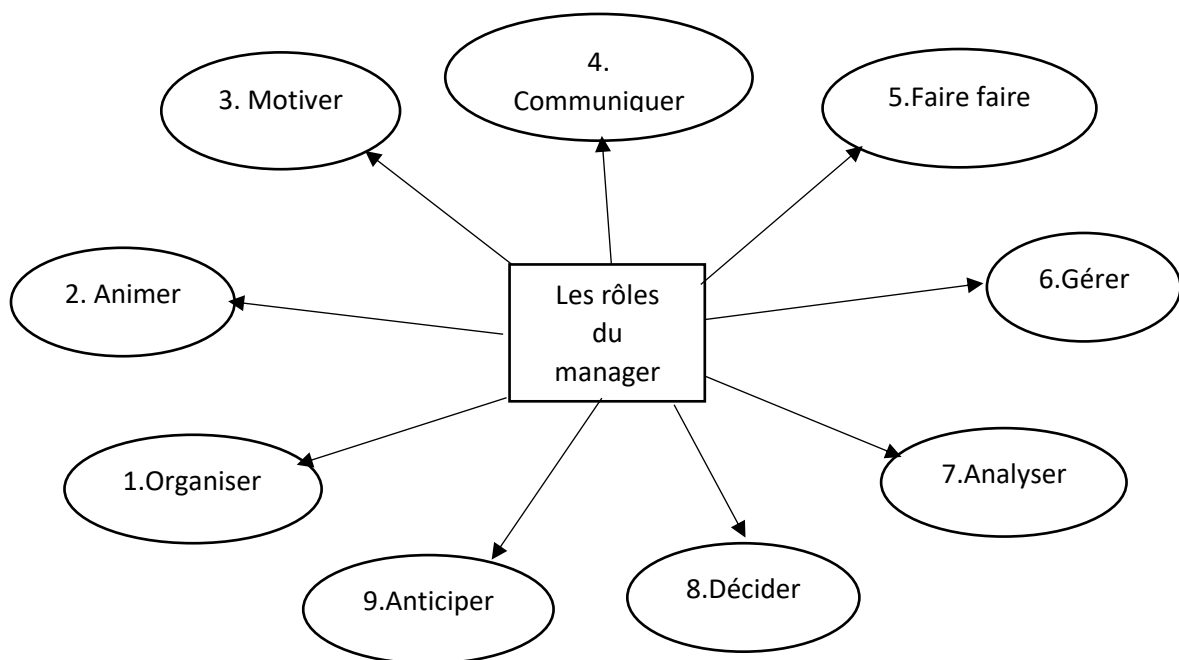 4.
Communiquer
3. Motiver
5.Faire faire
2. Animer
Les rôles
du
manager
6.Gérer
1.Organiser
7.Analyser
9.Anticiper
8.Décider